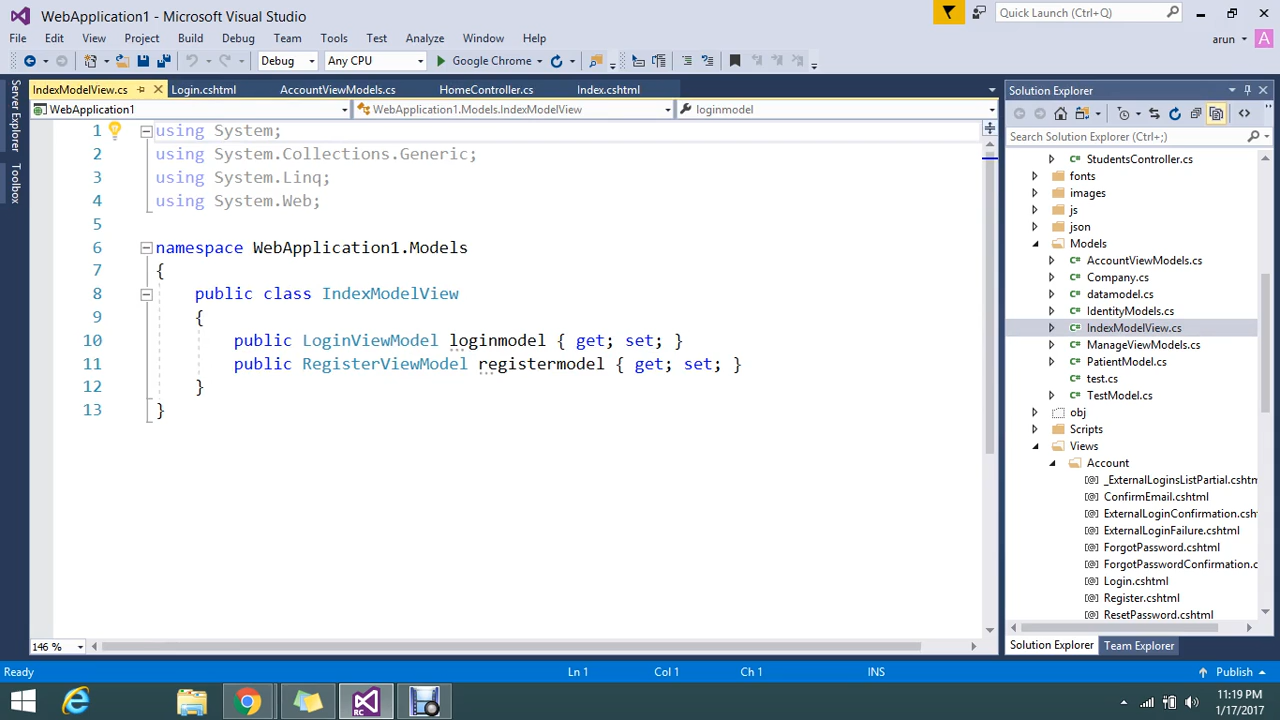 WebApplication1 - Microsoft Visual Studio
Quick Launch (Ctrl+Q)
File Edit View Project Build Debug Team Tools Test Analyze Window Help
arun A
Debug Any CPU Google Chrome
Server Explorer
Toolbox
IndexModelView.cs Login.cshtml AccountViewModels.cs HomeController.cs Index.cshtml
WebApplication1 WebApplication1.Models.IndexModelView loginmodel
1 using System;
2 using System.Collections.Generic;
3 using System.Linq;
4 using System.Web;
5
6 namespace WebApplication1.Models
7 {
8 public class IndexModelView
9 {
10 public LoginViewModel loginmodel { get; set; }
11 public RegisterViewModel registermodel { get; set; }
12 }
13 }
146 %
Solution Explorer
Search Solution Explorer (Ctrl+;)
StudentsController.cs
fonts
images
js
json
Models
AccountViewModels.cs
Company.cs
datamodel.cs
IdentityModels.cs
IndexModelView.cs
ManageViewModels.cs
PatientModel.cs
test.cs
TestModel.cs
obj
Scripts
Views
Account
_ExternalLoginsListPartial.cshtm
ConfirmEmail.cshtml
ExternalLoginConfirmation.csh
ExternalLoginFailure.cshtml
ForgotPassword.cshtml
ForgotPasswordConfirmation.c
Login.cshtml
Register.cshtml
ResetPassword.cshtml
Solution Explorer Team Explorer
Ready Ln 1 Col 1 Ch 1 INS Publish
RC
11:19 PM
1/17/2017